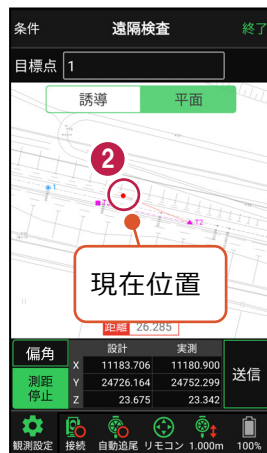 条件 遠隔検査 終了
目標点 1
誘導 平面
2
1
T1
T2
現在位置
距離 26.285
偏角 設計 実測
X 11183.706 11180.900
測距停止 Y 24726.164 24752.299 送信
Z 23.675 23.342
観測設定 接続 自動追尾 リモコン 1.000m 100%